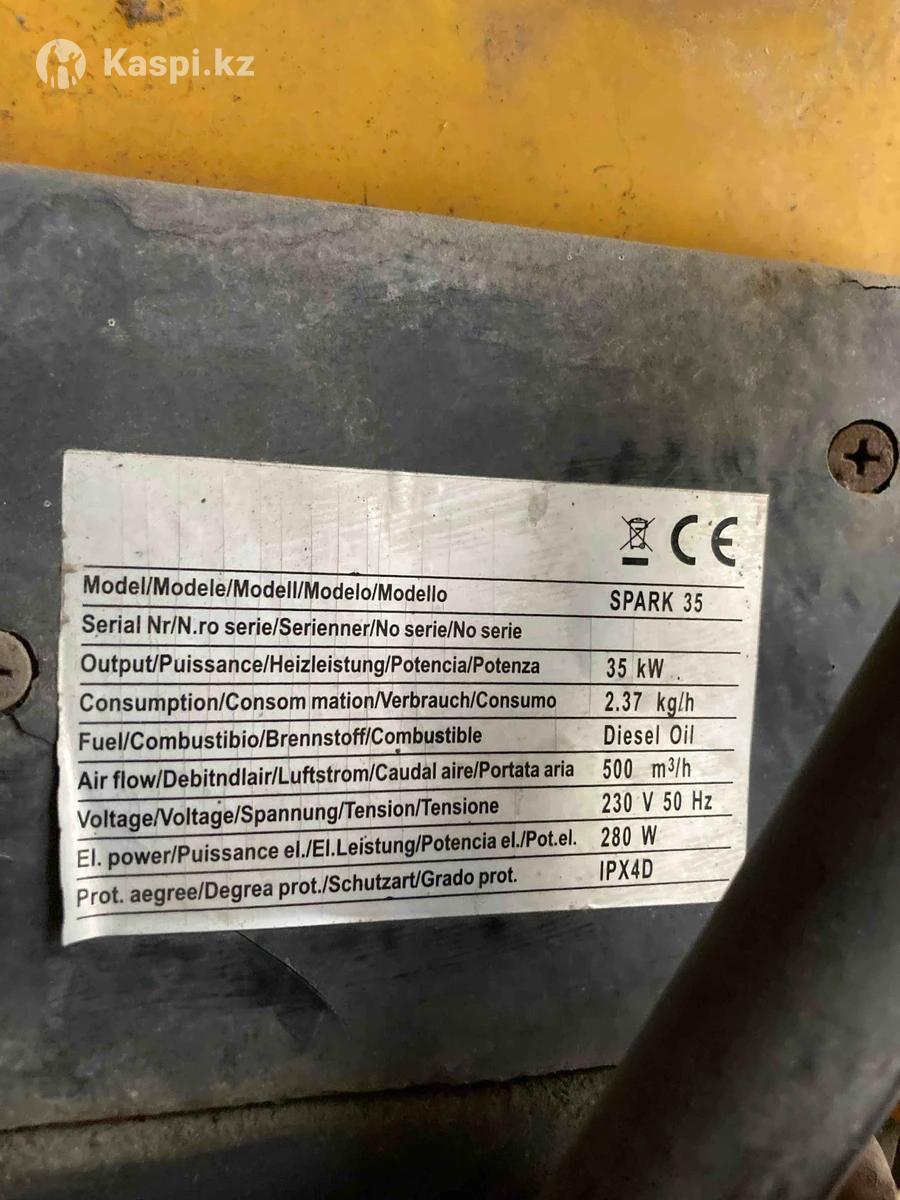 Kaspi.kz
CE
Model/Modele/Modell/Modelo/Modello SPARK 35
Serial Nr/N.ro serie/Serienner/No serie/No serie
Output/Puissance/Heizleistung/Potencia/Potenza 35 kW
Consumption/Consom mation/Verbrauch/Consumo 2.37 kg/h
Fuel/Combustibio/Brennstoff/Combustible Diesel Oil
Air flow/Debitndlair/Luftstrom/Caudal aire/Portata aria 500 m³/h
Voltage/Voltage/Spannung/Tension/Tensione 230 V 50 Hz
El. power/Puissance el./El.Leistung/Potencia el./Pot.el. 280 W
Prot. aegree/Degrea prot./Schutzart/Grado prot. IPX4D